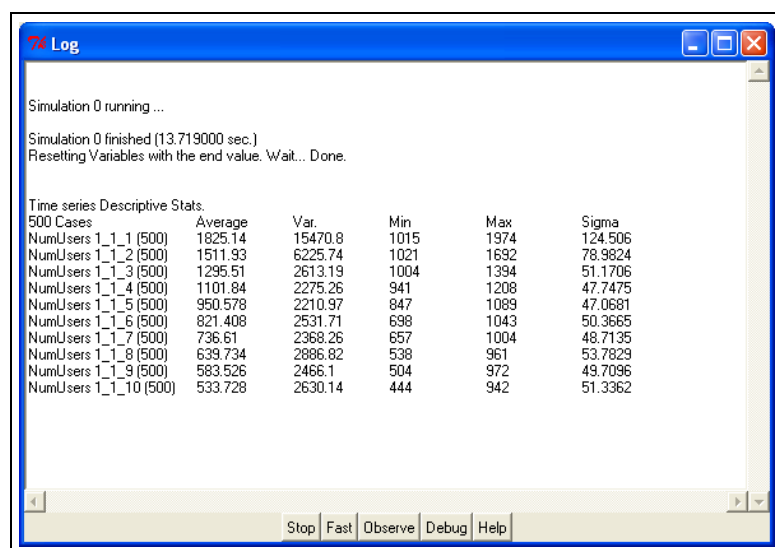 Log
Simulation 0 running ...
Simulation 0 finished (13.719000 sec.)
Resetting Variables with the end value. Wait... Done.
Time series Descriptive Stats.
500 Cases Average Var. Min Max Sigma
NumUsers 1_1_1 (500) 1825.14 15470.8 1015 1974 124.506
NumUsers 1_1_2 (500) 1511.93 6225.74 1021 1692 78.9824
NumUsers 1_1_3 (500) 1295.51 2613.19 1004 1394 51.1706
NumUsers 1_1_4 (500) 1101.84 2275.26 941 1208 47.7475
NumUsers 1_1_5 (500) 950.578 2210.97 847 1089 47.0681
NumUsers 1_1_6 (500) 821.408 2531.71 698 1043 50.3665
NumUsers 1_1_7 (500) 736.61 2368.26 657 1004 48.7135
NumUsers 1_1_8 (500) 639.734 2886.82 538 961 53.7829
NumUsers 1_1_9 (500) 583.526 2466.1 504 972 49.7096
NumUsers 1_1_10 (500) 533.728 2630.14 444 942 51.3362
Stop Fast Observe Debug Help